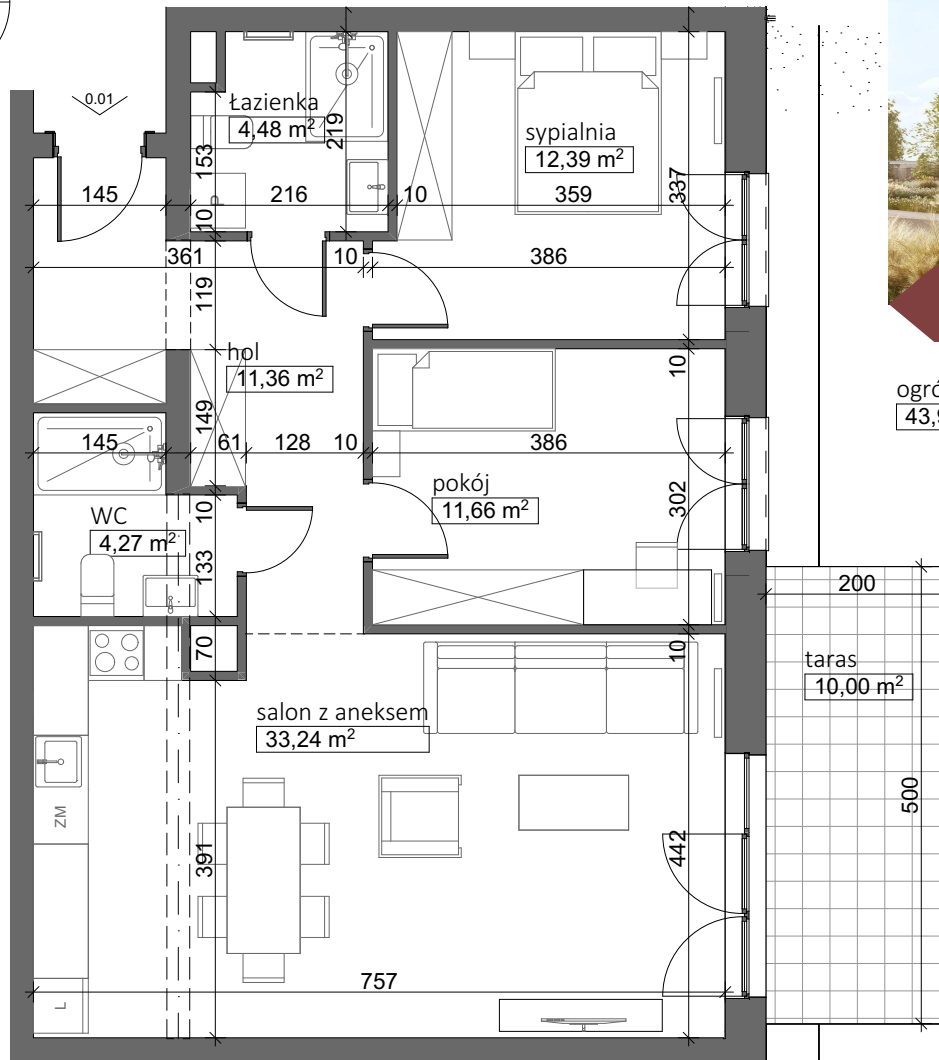 0.01
Łazienka
4,48 m²
219
153
216
10
145
10
sypialnia
12,39 m²
359
337
361
10
386
119
hol
11,36 m²
149
61
128
10
386
10
145
pokój
11,66 m²
302
WC
4,27 m²
10
133
70
10
salon z aneksem
33,24 m²
ZM
391
442
757
L
ogró
43,9
200
taras
10,00 m²
500